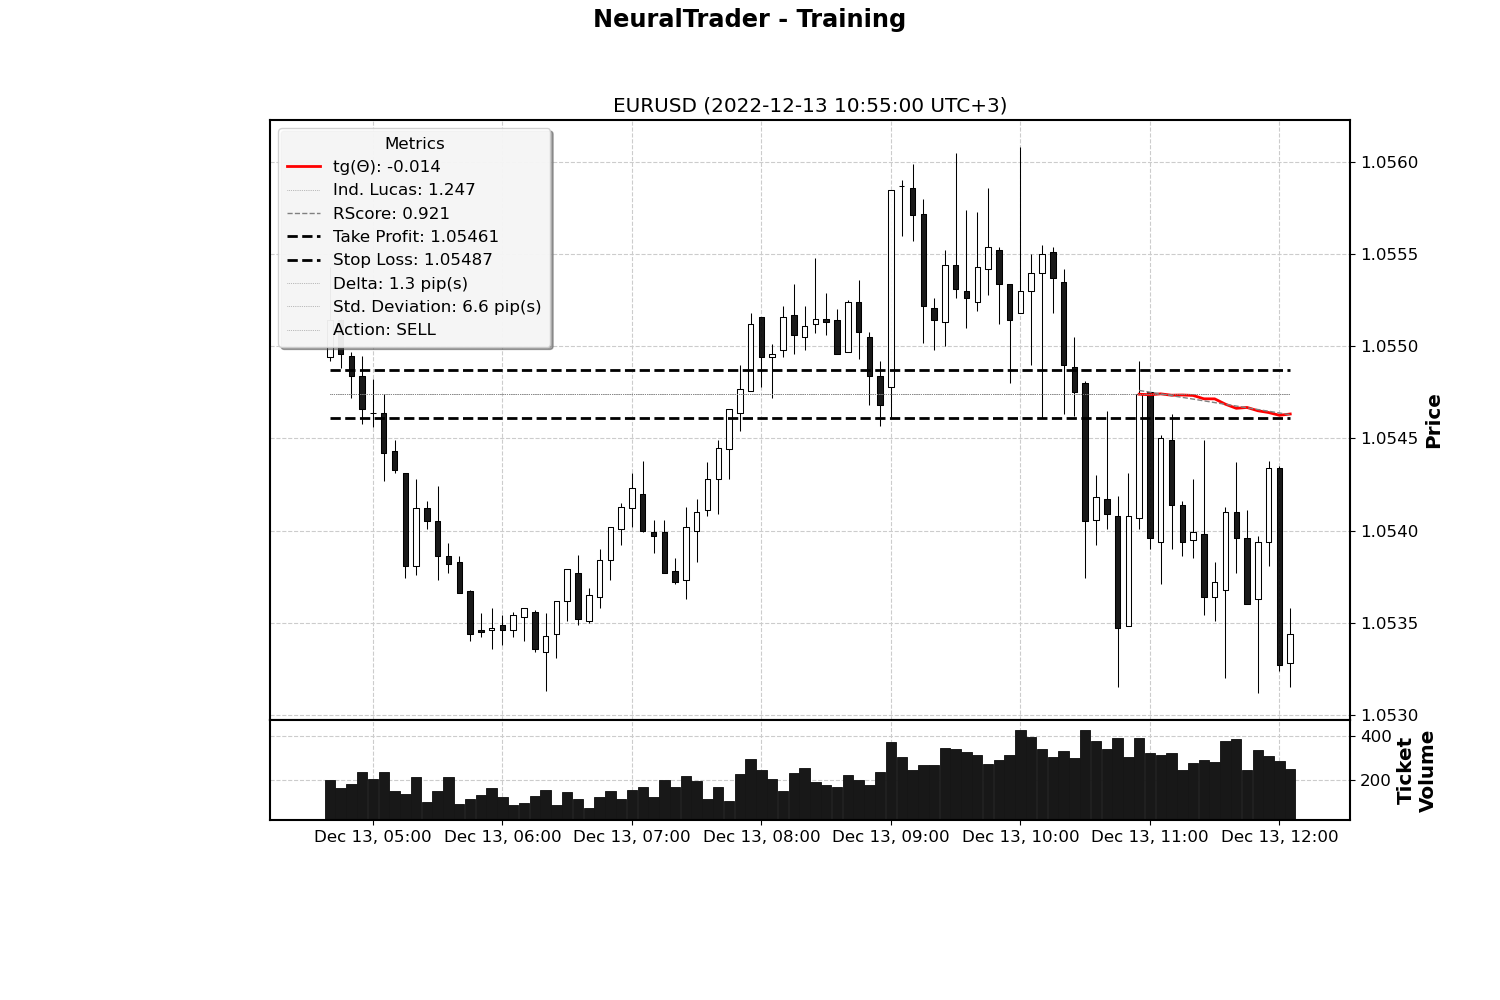 NeuralTrader - Training
EURUSD (2022-12-13 10:55:00 UTC+3)
Metrics
tg(Θ): -0.014
Ind. Lucas: 1.247
RScore: 0.921
Take Profit: 1.05461
Stop Loss: 1.05487
Delta: 1.3 pip(s)
Std. Deviation: 6.6 pip(s)
Action: SELL
1.0560
1.0555
1.0550
1.0545
1.0540
1.0535
1.0530
Price
400
200
Ticket
Volume
Dec 13, 05:00
Dec 13, 06:00
Dec 13, 07:00
Dec 13, 08:00
Dec 13, 09:00
Dec 13, 10:00
Dec 13, 11:00
Dec 13, 12:00